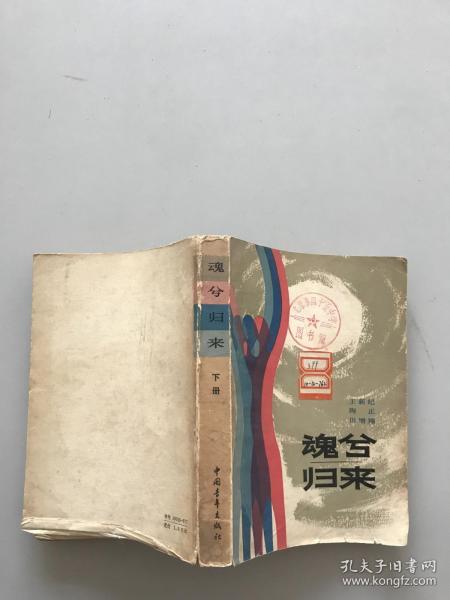 魂兮归来
下册
中国青年出版社
图书馆
王新纪
陶正
田增翔
魂兮
归来
孔夫子旧书网
www.kongfz.com